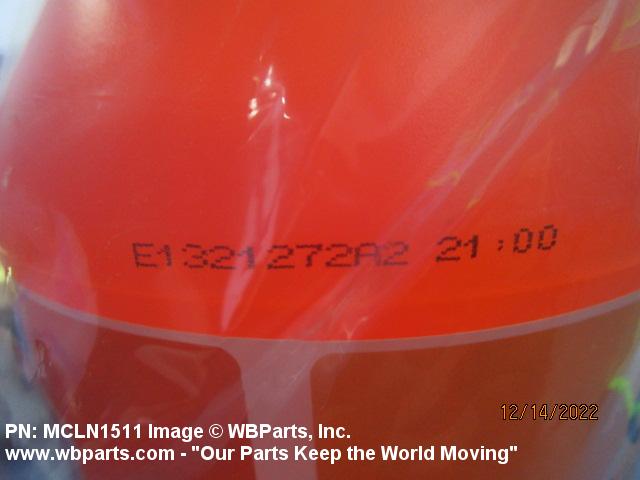 E1321272A2 21:00
12/14/2022
PN: MCLN1511 Image © WBParts, Inc.
www.wbparts.com - "Our Parts Keep the World Moving"